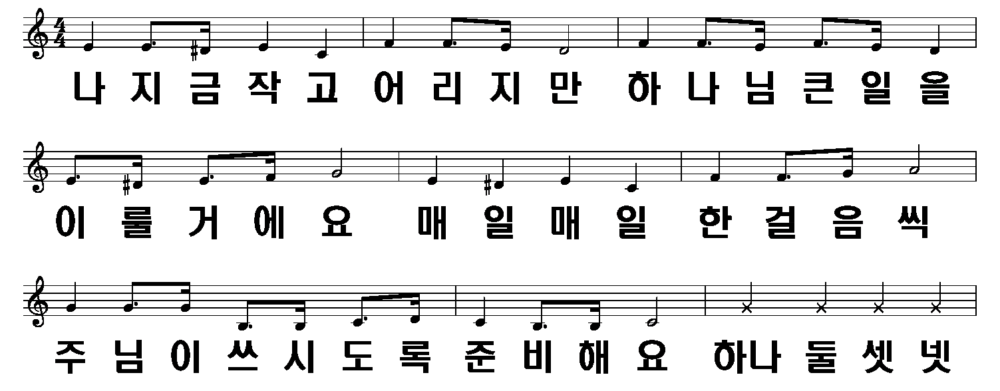 4
4
나 지 금 작 고 어 리 지 만 하 나 님 큰 일 을
이 룰 거 에 요 매 일 매 일 한 걸 음 씩
주 님 이 쓰 시 도 록 준 비 해 요 하나 둘 셋 넷